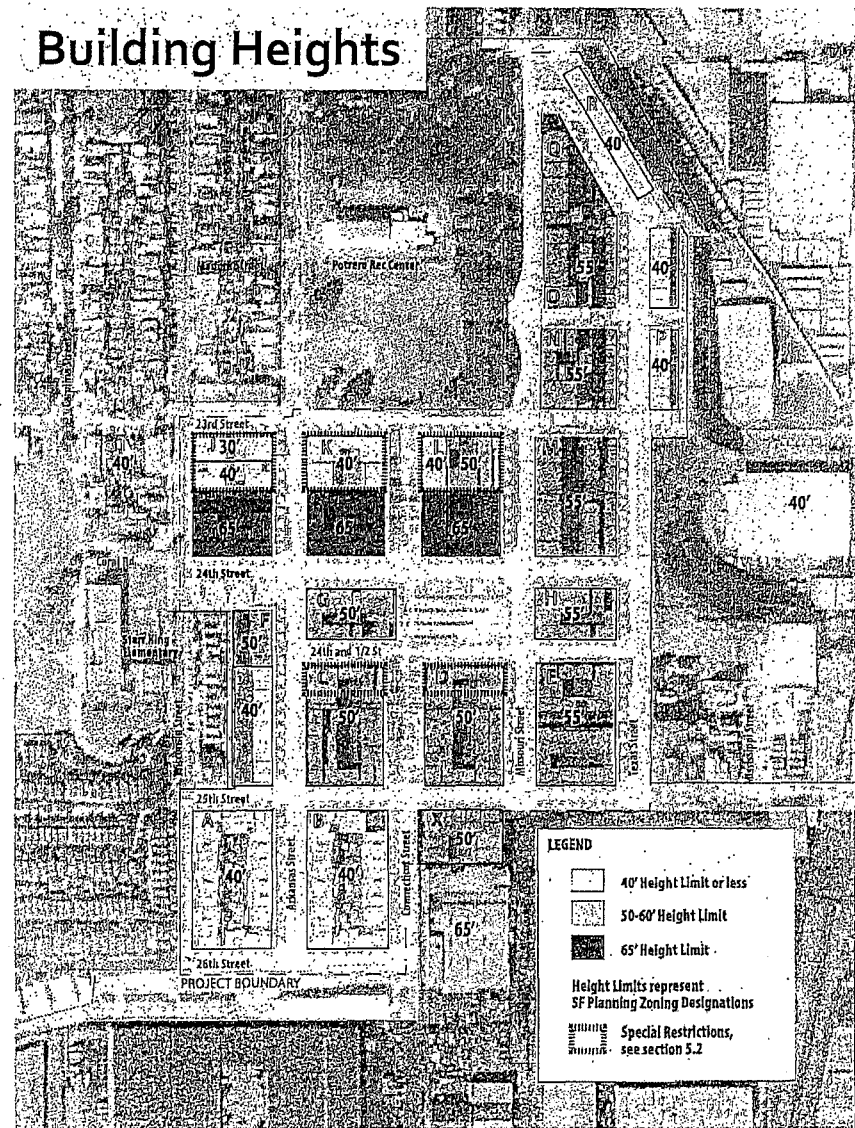 Building Heights
R
40'
Q
Potrero Rec Center
55'
40'
O
N
P
55'
40'
23rd Street
J 30'
K
L
M
40'
40'
40'
40'
50'
55'
40'
65'
65'
65'
24th Street
G
H
50'
55'
F
50'
Starr King
Elementary
24th and 1/2 St
C
D
E
40'
50'
50'
55'
Missouri Street
Texas Street
Mississippi Street
25th Street
A
B
X
50'
40'
40'
Arkansas Street
Connecticut Street
65'
26th Street
PROJECT BOUNDARY
LEGEND
40' Height Limit or less
50-60' Height Limit
65' Height Limit
Height Limits represent
SF Planning Zoning Designations
Special Restrictions,
see section 5.2